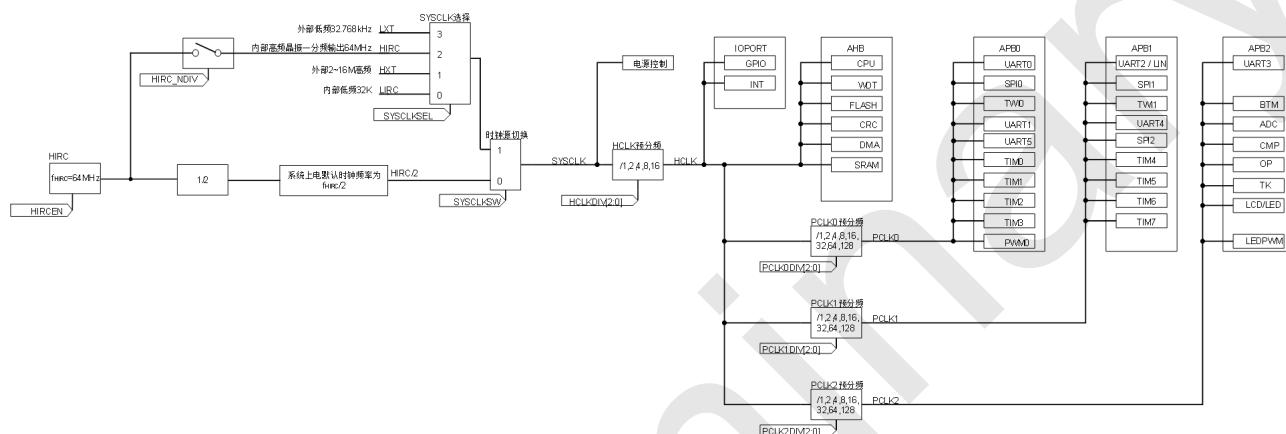 SYSCLK选择
外部低频32.768kHz LXT
3
内部高频晶振一分频输出64MHz HIRC
2
外部2~16M高频 HXT
1
内部低频32K LIRC
0
HIRC_NDIV
SYSCLKSEL
时钟源切换
1
0
SYSCLKSW
HIRC
fHIRC=64MHz
HIRCEN
1/2
系统上电默认时钟频率为
fHIRC/2
HIRC/2
SYSCLK
电源控制
HCLK预分频
/1,2,4,8,16
HCLK
HCLKDIV[2:0]
IOPORT
GPIO
INT
AHB
CPU
WDT
FLASH
CRC
DMA
SRAM
PCLK0预分频
/1,2,4,8,16,
32,64,128
PCLK0
PCLK0DIV[2:0]
PCLK1预分频
/1,2,4,8,16,
32,64,128
PCLK1
PCLK1DIV[2:0]
PCLK2预分频
/1,2,4,8,16,
32,64,128
PCLK2
PCLK2DIV[2:0]
APB0
UART0
SPI0
TWI0
UART1
UART5
TIM0
TIM1
TIM2
TIM3
PWM0
APB1
UART2 / LIN
SPI1
TWI1
UART4
SPI2
TIM4
TIM5
TIM6
TIM7
APB2
UART3
BTM
ADC
CMP
OP
TK
LCD/LED
LEDPWM